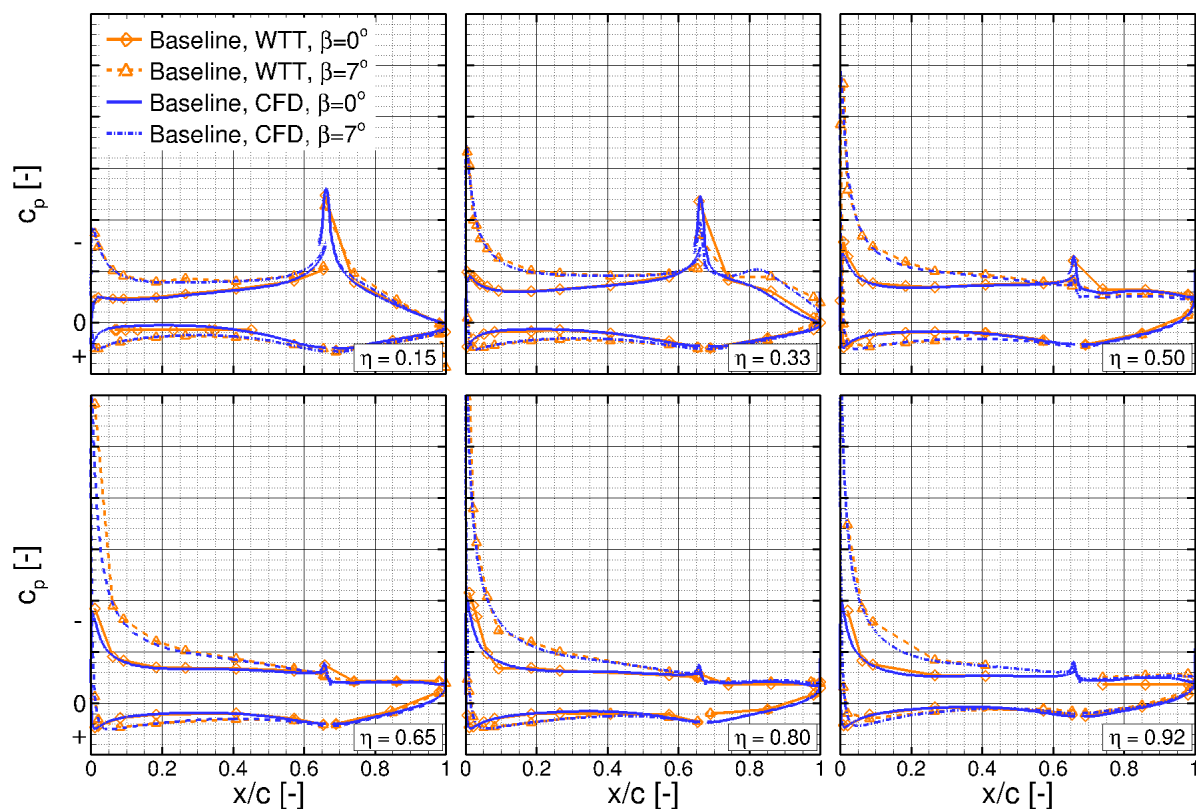 Baseline, WTT, β=0°
Baseline, WTT, β=7°
Baseline, CFD, β=0°
Baseline, CFD, β=7°
cp [-]
-
0
+
η = 0.15
η = 0.33
η = 0.50
cp [-]
-
0
+
η = 0.65
η = 0.80
η = 0.92
0 0.2 0.4 0.6 0.8 1 0 0.2 0.4 0.6 0.8 1 0 0.2 0.4 0.6 0.8 1
x/c [-] x/c [-] x/c [-]